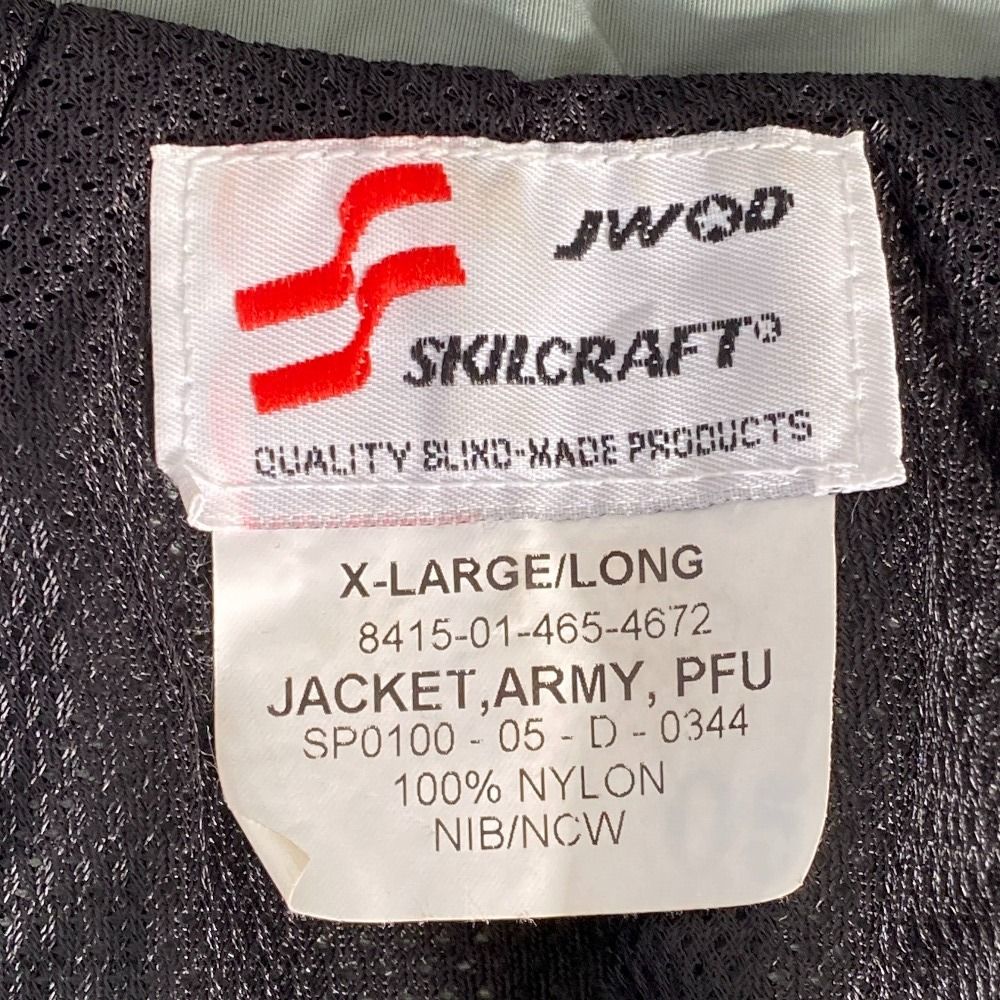 JWOD
SKILCRAFT®
QUALITY BLIND-MADE PRODUCTS
X-LARGE/LONG
8415-01-465-4672
JACKET,ARMY, PFU
SP0100 - 05 - D - 0344
100% NYLON
NIB/NCW